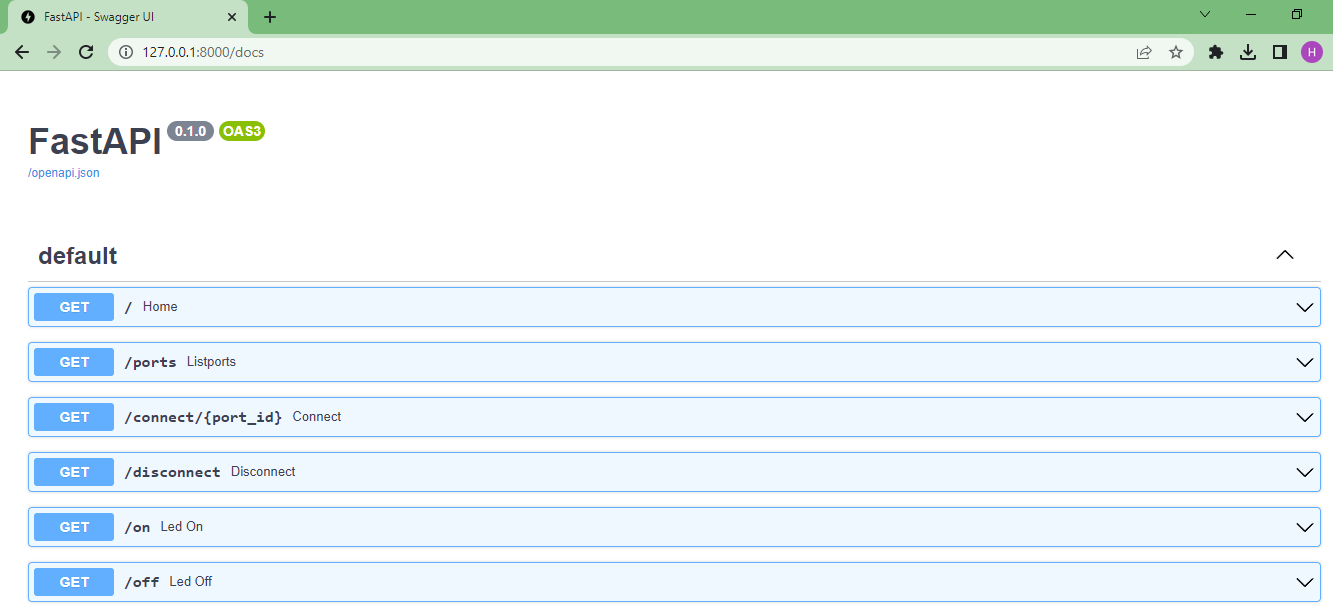 FastAPI - Swagger UI
127.0.0.1:8000/docs
H
FastAPI 0.1.0 OAS3
/openapi.json
default
GET / Home
GET /ports Listports
GET /connect/{port_id} Connect
GET /disconnect Disconnect
GET /on Led On
GET /off Led Off